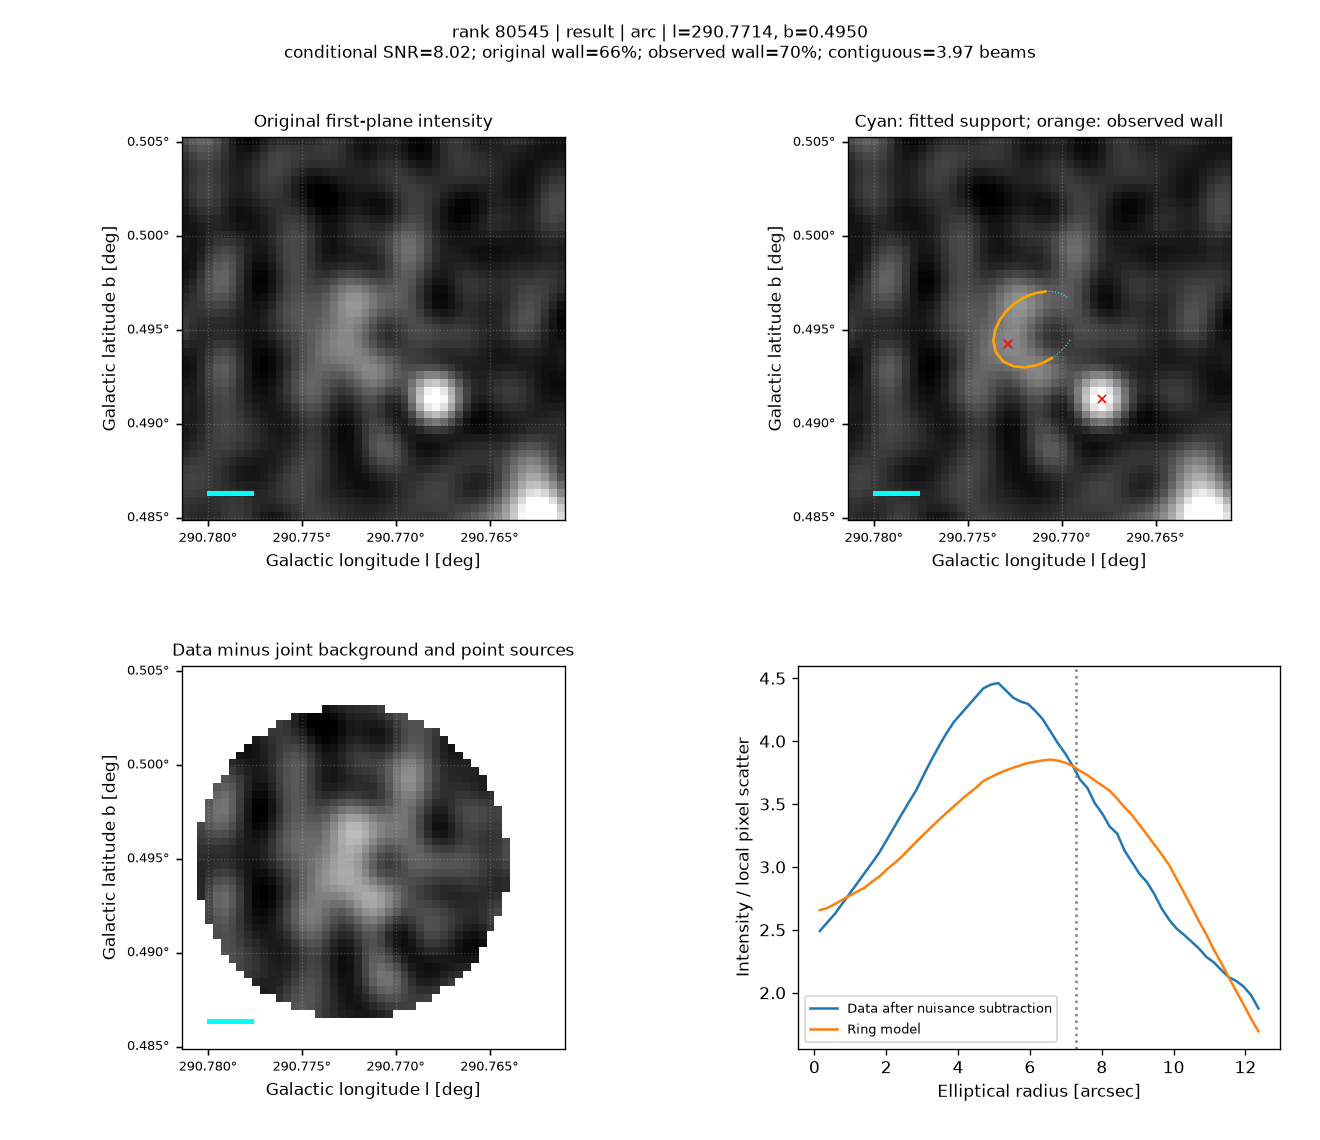 rank 80545 | result | arc | l=290.7714, b=0.4950
conditional SNR=8.02; original wall=66%; observed wall=70%; contiguous=3.97 beams
Original first-plane intensity
0.505°
0.500°
0.495°
0.490°
0.485°
Galactic latitude b [deg]
290.780°
290.775°
290.770°
290.765°
Galactic longitude l [deg]
Cyan: fitted support; orange: observed wall
0.505°
0.500°
0.495°
0.490°
0.485°
Galactic latitude b [deg]
290.780°
290.775°
290.770°
290.765°
Galactic longitude l [deg]
Data minus joint background and point sources
0.505°
0.500°
0.495°
0.490°
0.485°
Galactic latitude b [deg]
290.780°
290.775°
290.770°
290.765°
Galactic longitude l [deg]
4.5
4.0
3.5
3.0
2.5
2.0
Intensity / local pixel scatter
Data after nuisance subtraction
Ring model
0
2
4
6
8
10
12
Elliptical radius [arcsec]